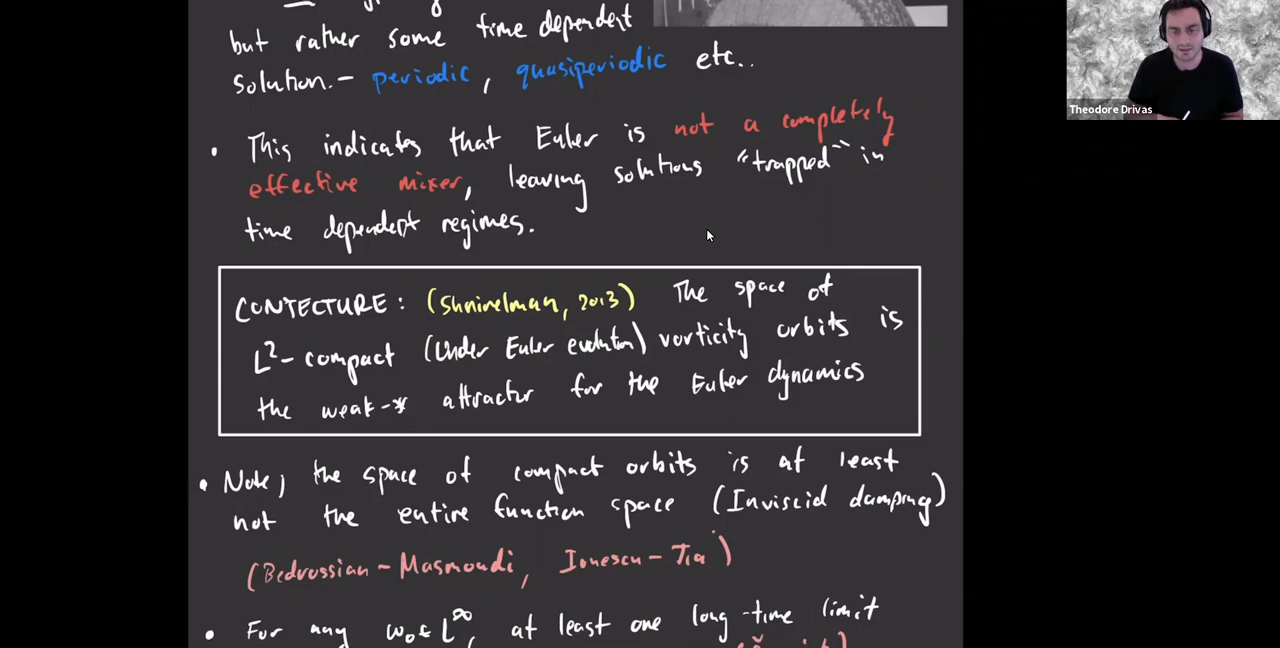 but rather some time dependent
solution.- periodic, quasiperiodic etc..
• This indicates that Euler is not a completely
effective mixer, leaving solutions "trapped" in
time dependent regimes.
CONTECTURE: (Shnirelman, 2013) The space of
L²-compact (Under Euler evolution) vorticity orbits is
the weak-* attractor for the Euler dynamics
• Note; the space of compact orbits is at least
not the entire function space (Inviscid damping)
(Bedrossian-Masmoudi, Ionescu-Jia)
• For any ω₀ε L^∞, at least one long-time limit
Theodore Drivas